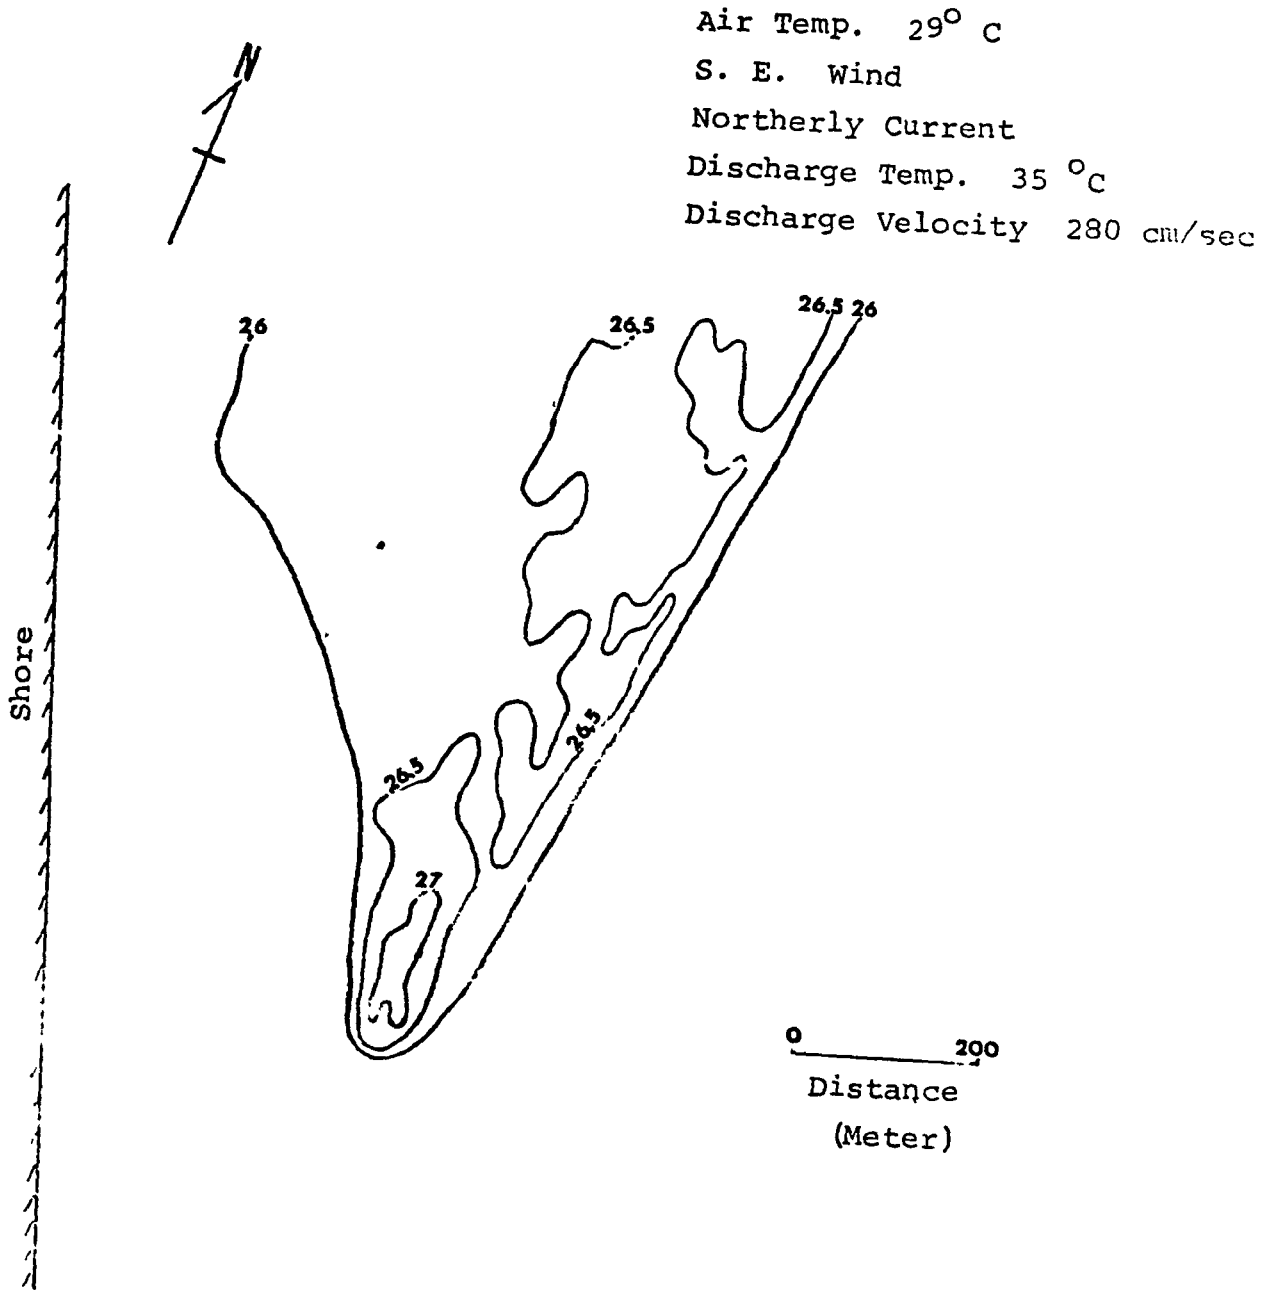 Air Temp. 29° C
S. E. Wind
Northerly Current
Discharge Temp. 35 °C
Discharge Velocity 280 cm/sec
N
26
26.5
26.5 26
Shore
26.5
26.5
27
0
200
Distance
(Meter)